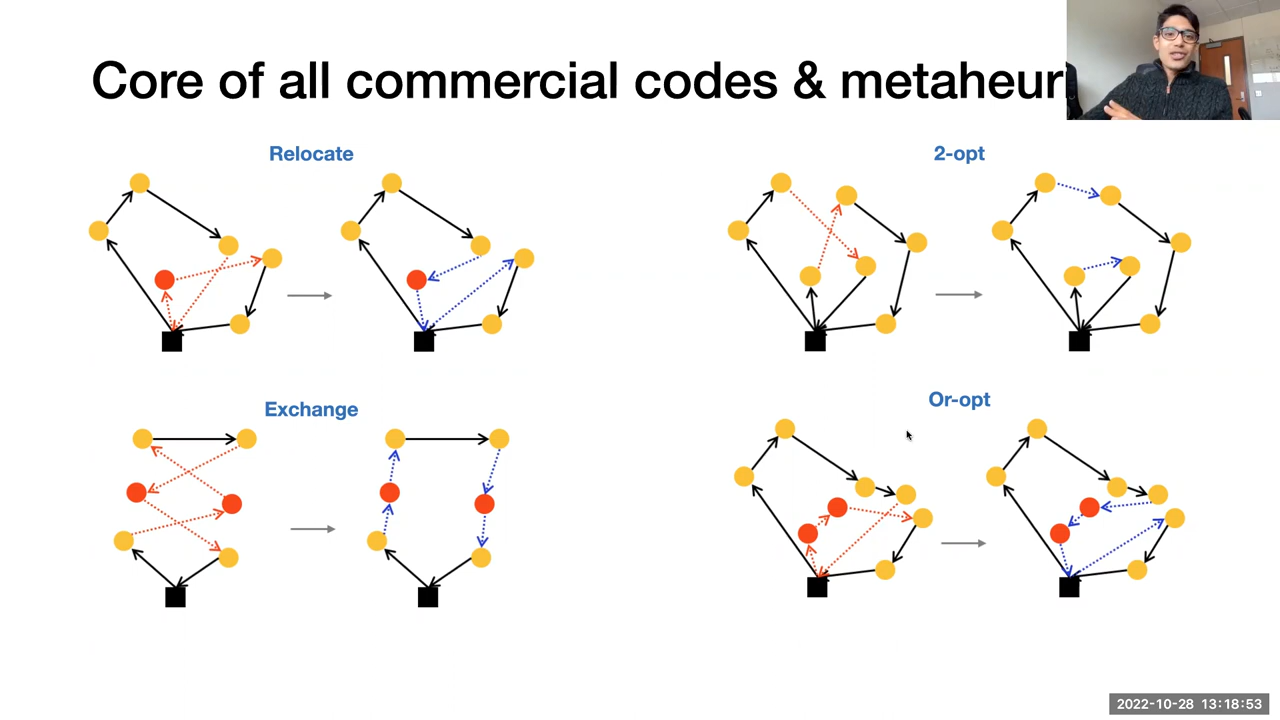 Core of all commercial codes & metaheur
Relocate
2-opt
Exchange
Or-opt
2022-10-28 13:18:53